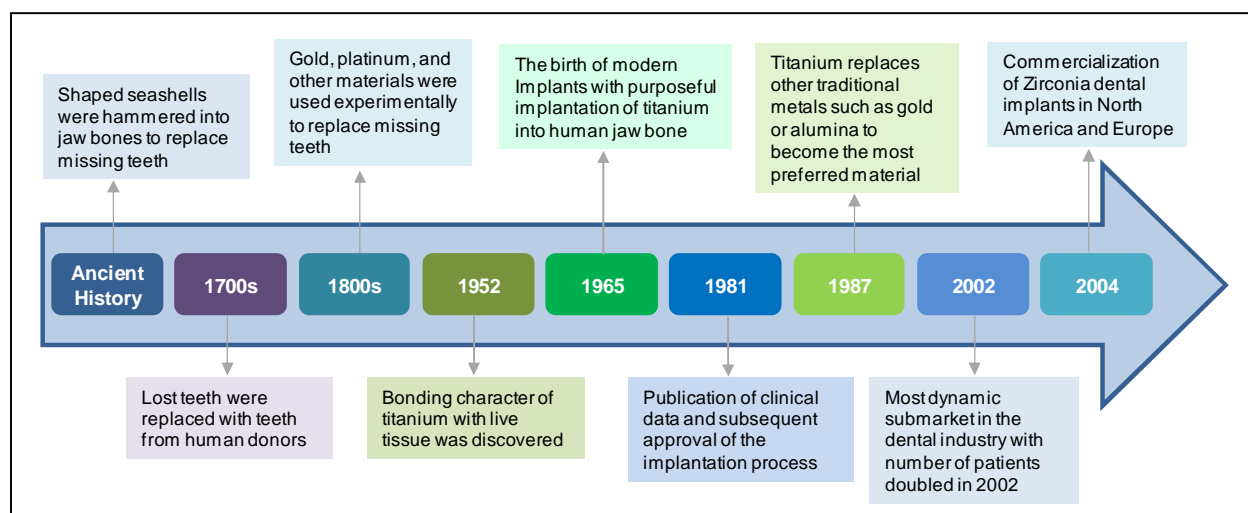 Shaped seashells
were hammered into
jaw bones to replace
missing teeth
Gold, platinum, and
other materials were
used experimentally
to replace missing
teeth
The birth of modern
Implants with purposeful
implantation of titanium
into human jaw bone
Titanium replaces
other traditional
metals such as gold
or alumina to
become the most
preferred material
Commercialization
of Zirconia dental
implants in North
America and Europe
Ancient
History
1700s
1800s
1952
1965
1981
1987
2002
2004
Lost teeth were
replaced with teeth
from human donors
Bonding character of
titanium with live
tissue was discovered
Publication of clinical
data and subsequent
approval of the
implantation process
Most dynamic
submarket in the
dental industry with
number of patients
doubled in 2002